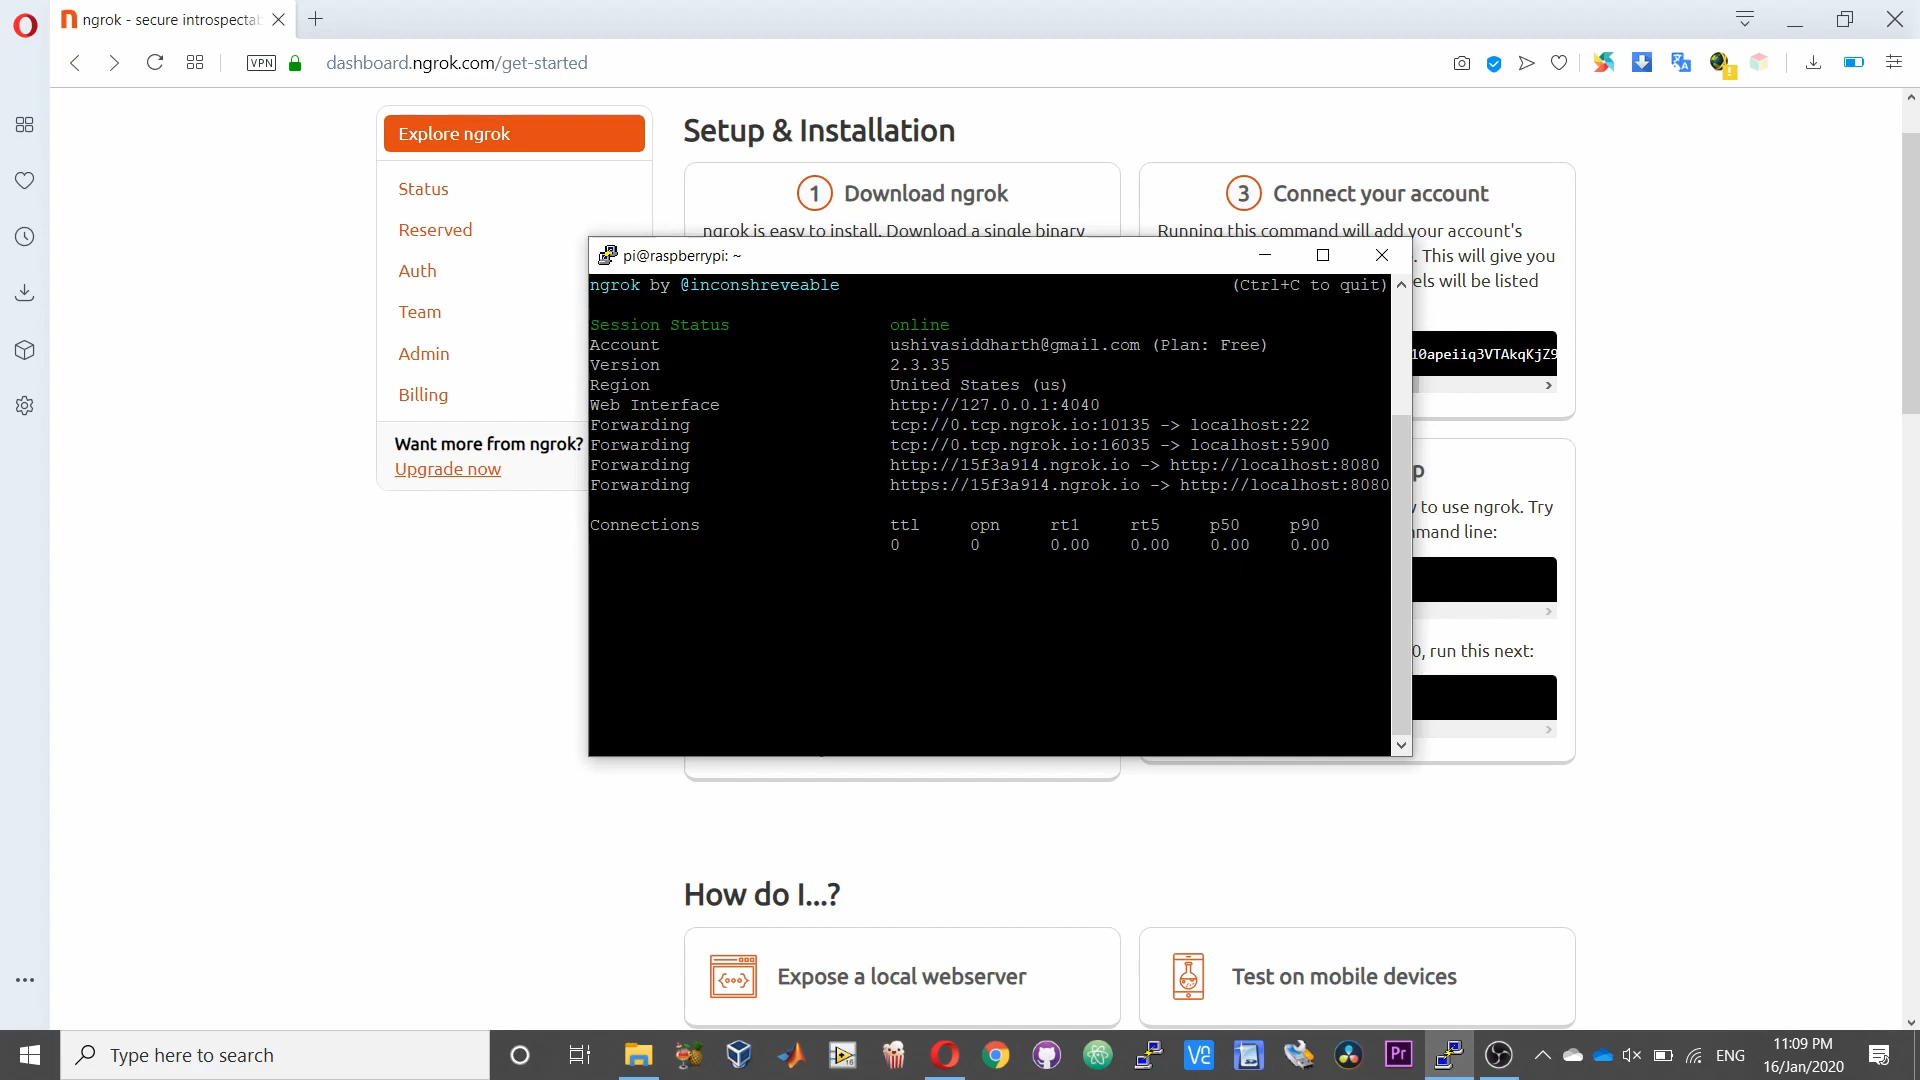 ngrok - secure introspectab
VPN
dashboard.ngrok.com/get-started
Explore ngrok
Status
Reserved
Auth
Team
Admin
Billing
Want more from ngrok?
Upgrade now
Setup & Installation
1 Download ngrok
ngrok is easy to install. Download a single binary
3 Connect your account
Running this command will add your account's
. This will give you
els will be listed
10apeiiq3VTAkqKjZ9
p
to use ngrok. Try
mand line:
0, run this next:
pi@raspberrypi: ~
ngrok by @inconshreveable (Ctrl+C to quit)
Session Status online
Account ushivasiddharth@gmail.com (Plan: Free)
Version 2.3.35
Region United States (us)
Web Interface http://127.0.0.1:4040
Forwarding tcp://0.tcp.ngrok.io:10135 -> localhost:22
Forwarding tcp://0.tcp.ngrok.io:16035 -> localhost:5900
Forwarding http://15f3a914.ngrok.io -> http://localhost:8080
Forwarding https://15f3a914.ngrok.io -> http://localhost:8080
Connections ttl opn rt1 rt5 p50 p90
0 0 0.00 0.00 0.00 0.00
How do I...?
Expose a local webserver
Test on mobile devices
Type here to search
Pr
ENG
11:09 PM
16/Jan/2020